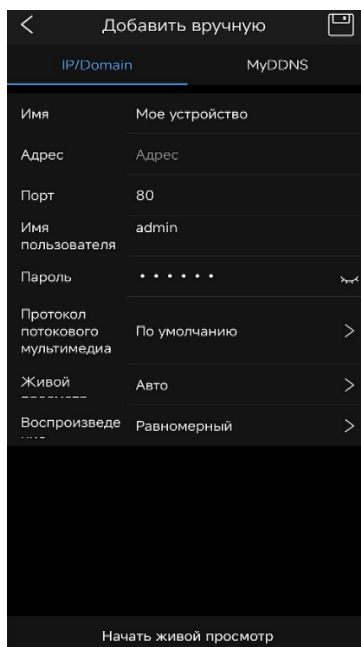 Добавить вручную
IP/Domain
MyDDNS
Имя
Мое устройство
Адрес
Адрес
Порт
80
Имя
пользователя
admin
Пароль
••••••
Протокол
потокового
мультимедиа
По умолчанию
Живой
Авто
Воспроизведе
Равномерный
Начать живой просмотр